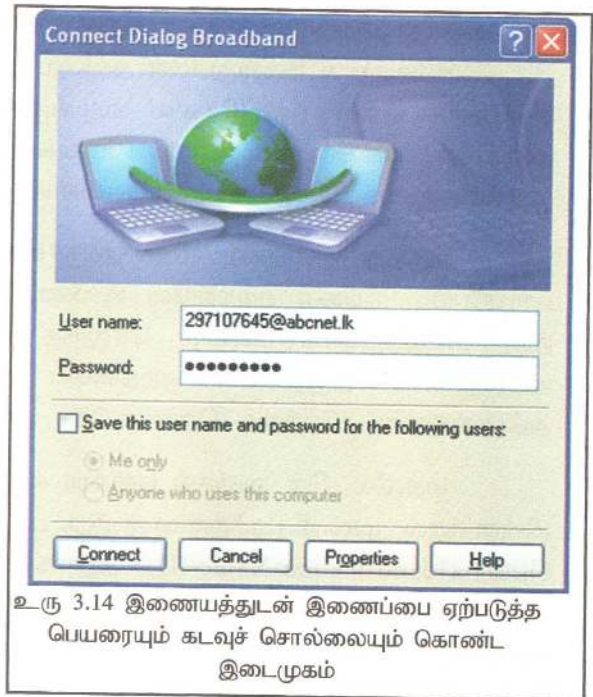 Connect Dialog Broadband
User name: 297107645@abcnet.lk
Password: •••••••••
Save this user name and password for the following users:
Me only
Anyone who uses this computer
Connect Cancel Properties Help
உரு 3.14 இணையத்துடன் இணைப்பை ஏற்படுத்த
பெயரையும் கடவுச் சொல்லையும் கொண்ட
இடைமுகம்